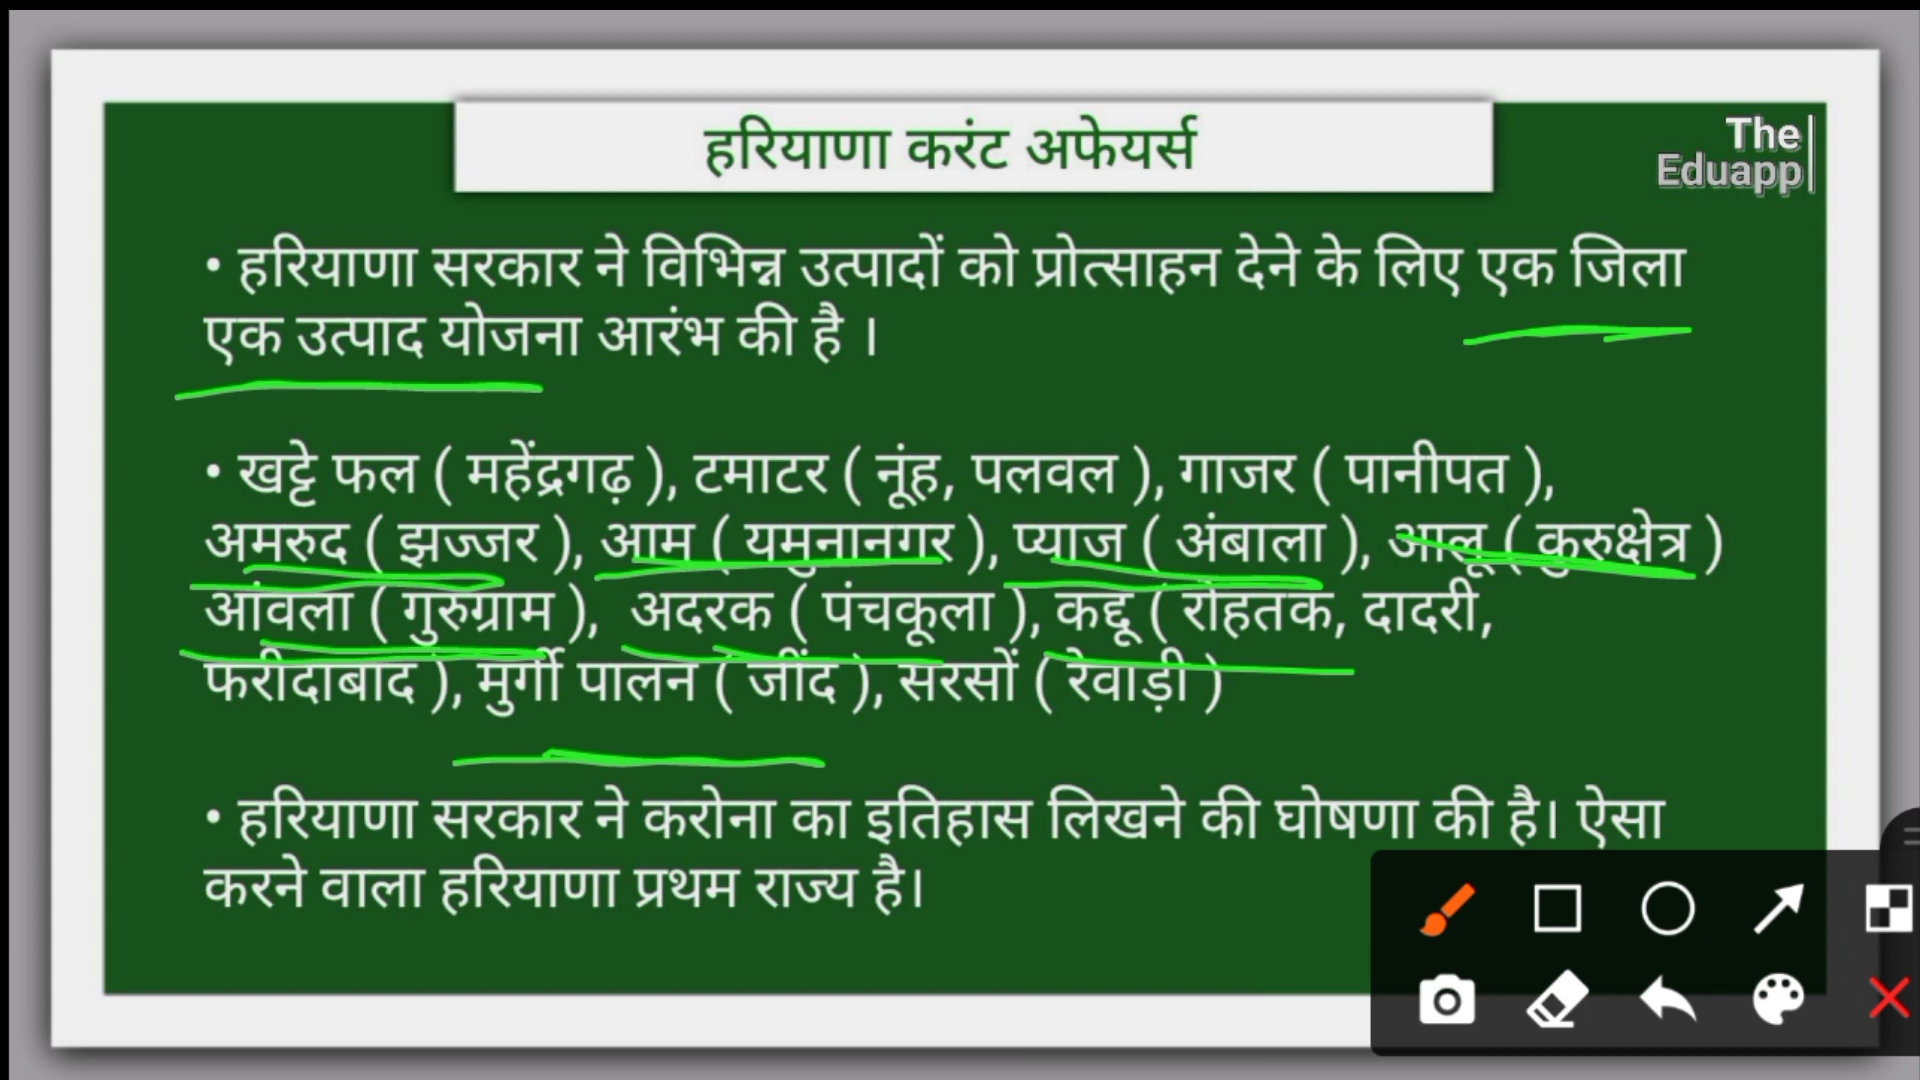 हरियाणा करंट अफेयर्स
The
Eduapp
• हरियाणा सरकार ने विभिन्न उत्पादों को प्रोत्साहन देने के लिए एक जिला
एक उत्पाद योजना आरंभ की है ।
• खट्टे फल ( महेंद्रगढ़ ), टमाटर ( नूंह, पलवल ), गाजर ( पानीपत ),
अमरुद ( झज्जर ), आम ( यमुनानगर ), प्याज ( अंबाला ), आलू ( कुरुक्षेत्र )
आंवला ( गुरुग्राम ), अदरक ( पंचकूला ), कद्दू ( रोहतक, दादरी,
फरीदाबाद ), मुर्गी पालन ( जींद ), सरसों ( रेवाड़ी )
• हरियाणा सरकार ने करोना का इतिहास लिखने की घोषणा की है। ऐसा
करने वाला हरियाणा प्रथम राज्य है।